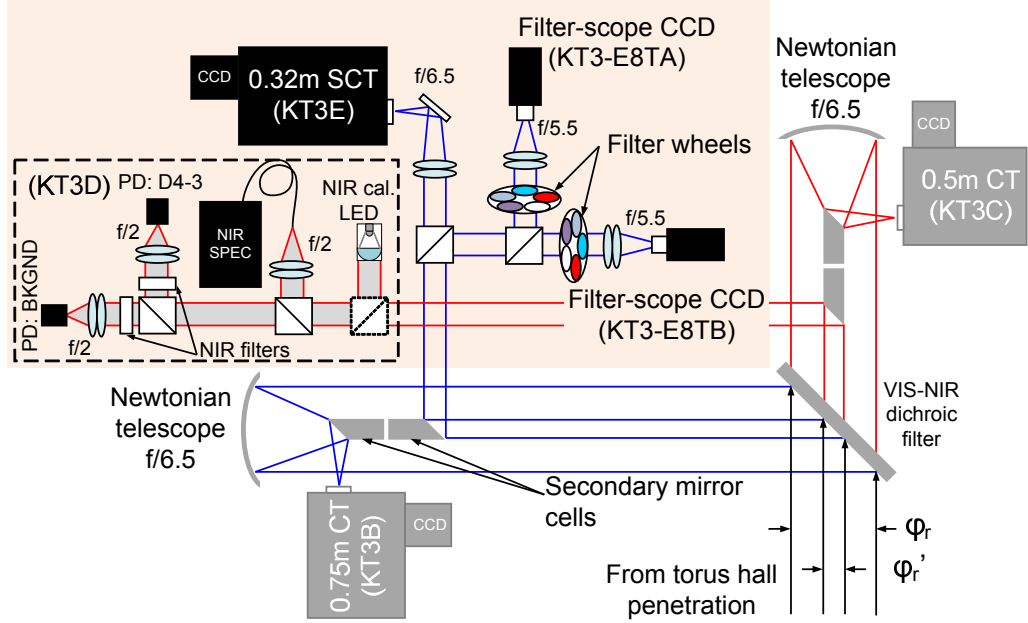 Filter-scope CCD
(KT3-E8TA)
Newtonian
telescope
f/6.5
CCD
0.32m SCT
(KT3E)
f/6.5
f/5.5
Filter wheels
CCD
0.5m CT
(KT3C)
(KT3D)
PD: D4-3
f/2
NIR
SPEC
f/2
NIR cal.
LED
f/5.5
PD: BKGND
f/2
NIR filters
Filter-scope CCD
(KT3-E8TB)
Newtonian
telescope
f/6.5
VIS-NIR
dichroic
filter
Secondary mirror
cells
0.75m CT
(KT3B)
CCD
φr
φr’
From torus hall
penetration